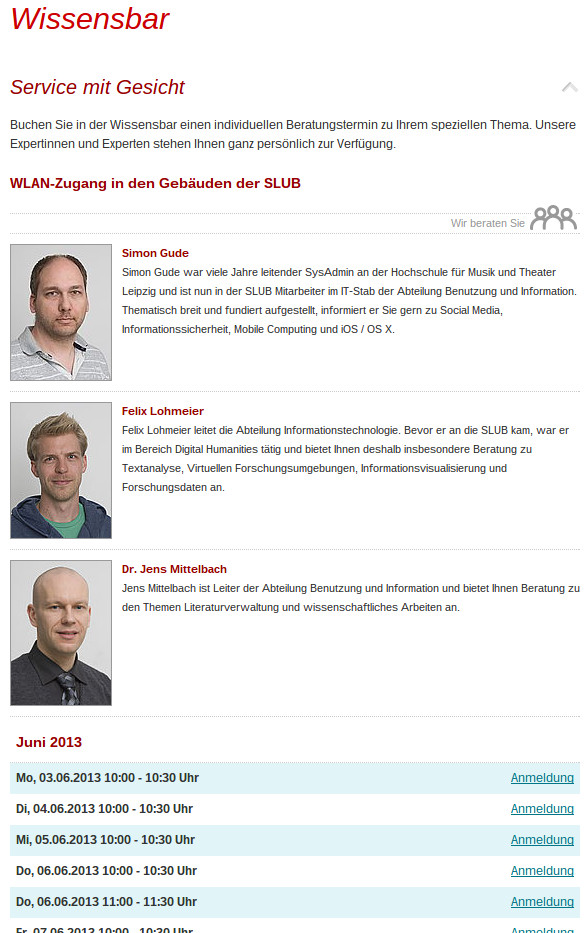 Wissensbar
Service mit Gesicht
Buchen Sie in der Wissensbar einen individuellen Beratungstermin zu Ihrem speziellen Thema. Unsere
Expertinnen und Experten stehen Ihnen ganz persönlich zur Verfügung.
WLAN-Zugang in den Gebäuden der SLUB
Wir beraten Sie
Simon Gude
Simon Gude war viele Jahre leitender SysAdmin an der Hochschule für Musik und Theater
Leipzig und ist nun in der SLUB Mitarbeiter im IT-Stab der Abteilung Benutzung und Information.
Thematisch breit und fundiert aufgestellt, informiert er Sie gern zu Social Media,
Informationssicherheit, Mobile Computing und iOS / OS X.
Felix Lohmeier
Felix Lohmeier leitet die Abteilung Informationstechnologie. Bevor er an die SLUB kam, war er
im Bereich Digital Humanities tätig und bietet Ihnen deshalb insbesondere Beratung zu
Textanalyse, Virtuellen Forschungsumgebungen, Informationsvisualisierung und
Forschungsdaten an.
Dr. Jens Mittelbach
Jens Mittelbach ist Leiter der Abteilung Benutzung und Information und bietet Ihnen Beratung zu
den Themen Literaturverwaltung und wissenschaftliches Arbeiten an.
Juni 2013
Mo, 03.06.2013 10:00 - 10:30 Uhr Anmeldung
Di, 04.06.2013 10:00 - 10:30 Uhr Anmeldung
Mi, 05.06.2013 10:00 - 10:30 Uhr Anmeldung
Do, 06.06.2013 10:00 - 10:30 Uhr Anmeldung
Do, 06.06.2013 11:00 - 11:30 Uhr Anmeldung
Fr, 07.06.2013 10:00 - 10:30 Uhr Anmeldung